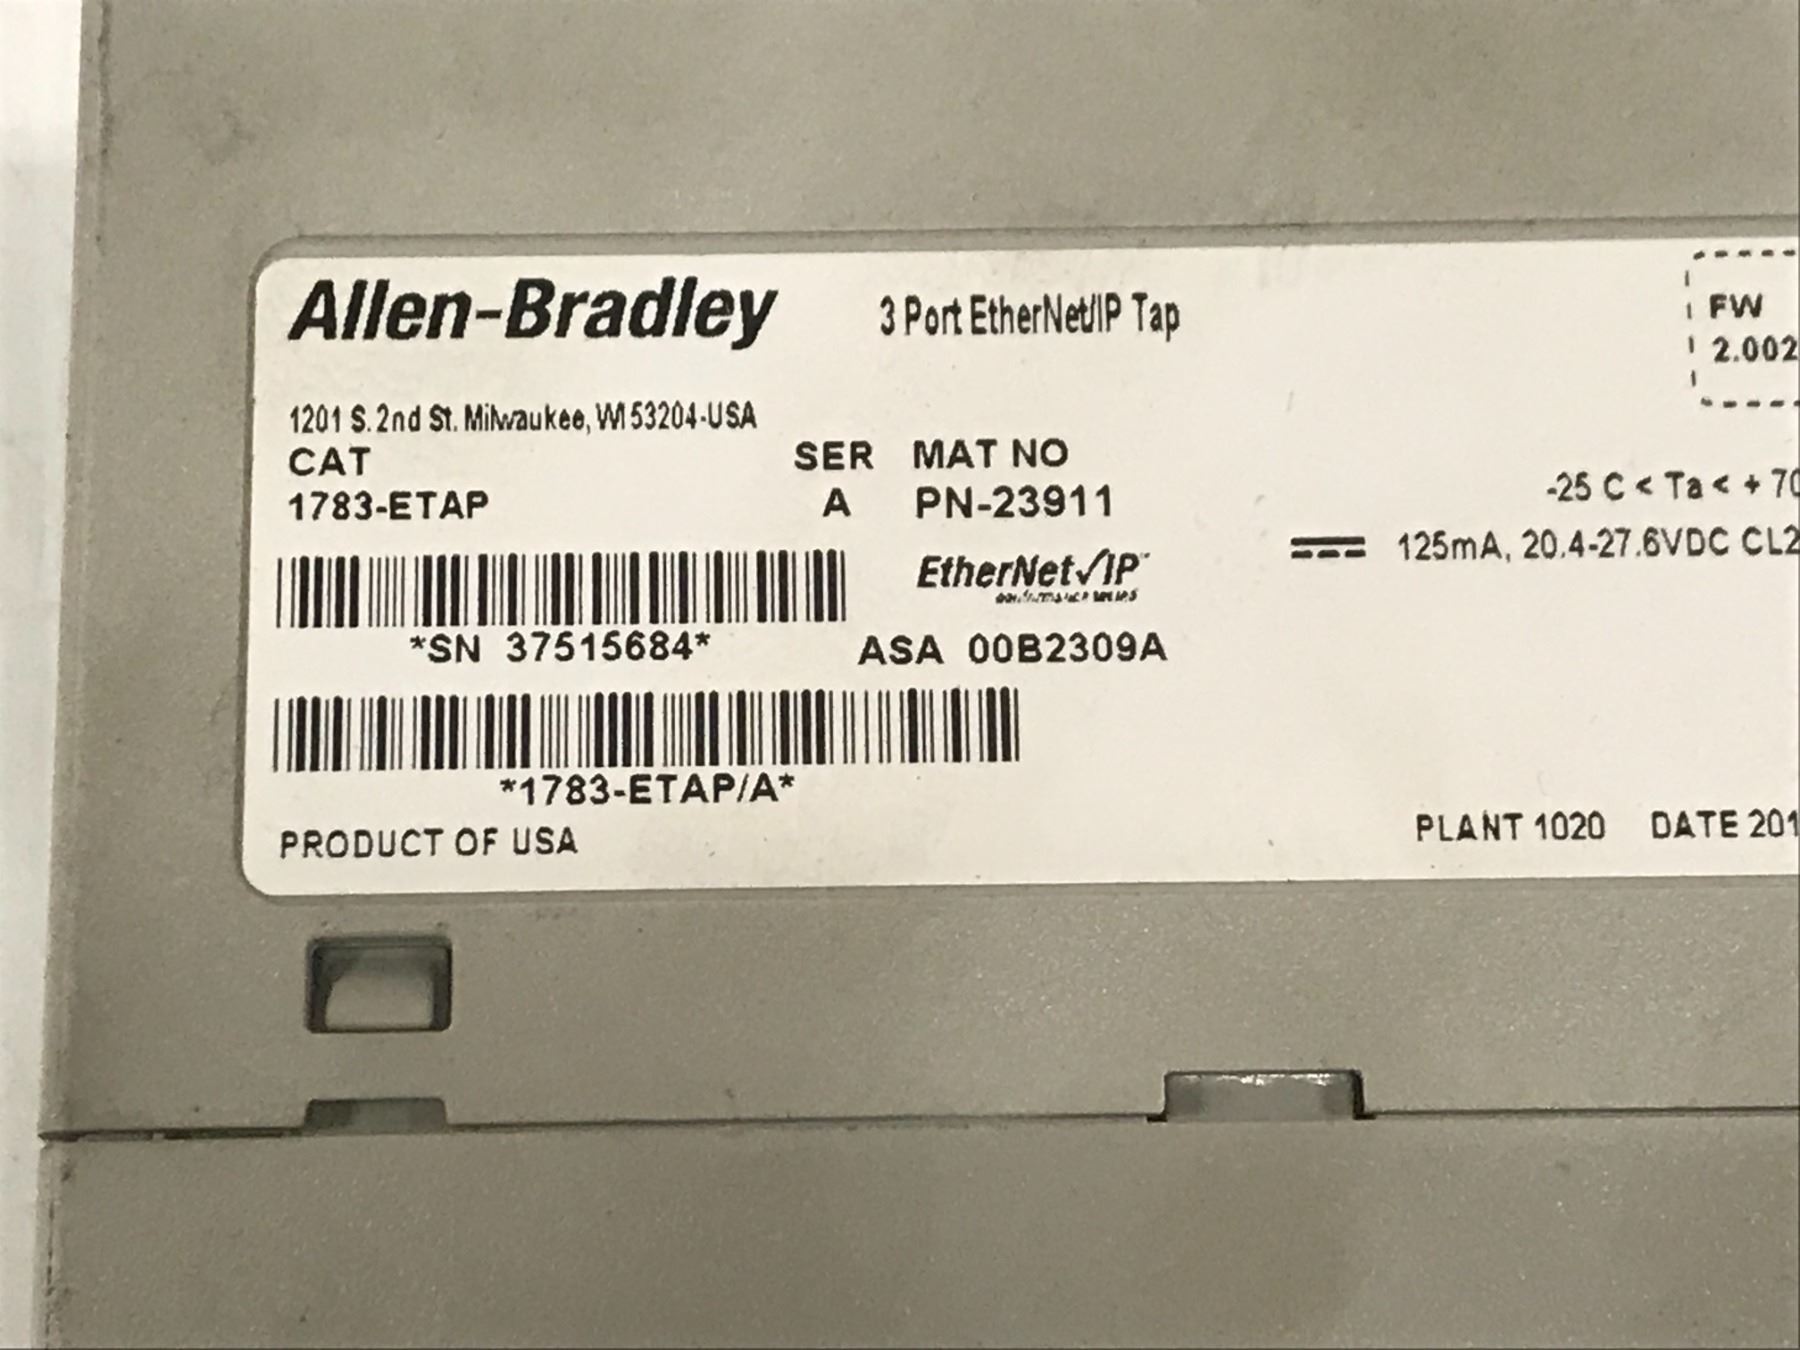 Allen-Bradley 3 Port EtherNet/IP Tap
FW
2.002
1201 S. 2nd St. Milwaukee, WI 53204-USA
CAT SER MAT NO
1783-ETAP A PN-23911
-25 C < Ta < + 70
125mA, 20.4-27.6VDC CL2
EtherNet/IP™
*SN 37515684* ASA 00B2309A
*1783-ETAP/A*
PRODUCT OF USA PLANT 1020 DATE 201